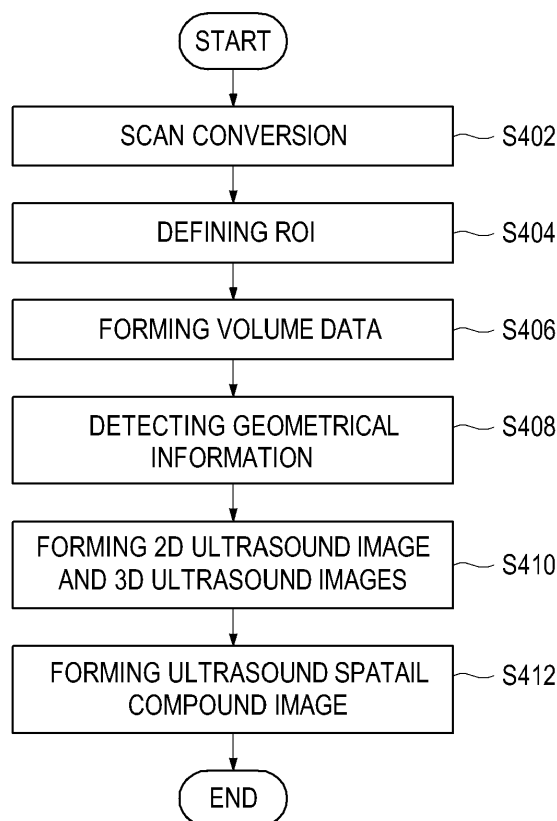 START
SCAN CONVERSION
S402
DEFINING ROI
S404
FORMING VOLUME DATA
S406
DETECTING GEOMETRICAL
INFORMATION
S408
FORMING 2D ULTRASOUND IMAGE
AND 3D ULTRASOUND IMAGES
S410
FORMING ULTRASOUND SPATAIL
COMPOUND IMAGE
S412
END